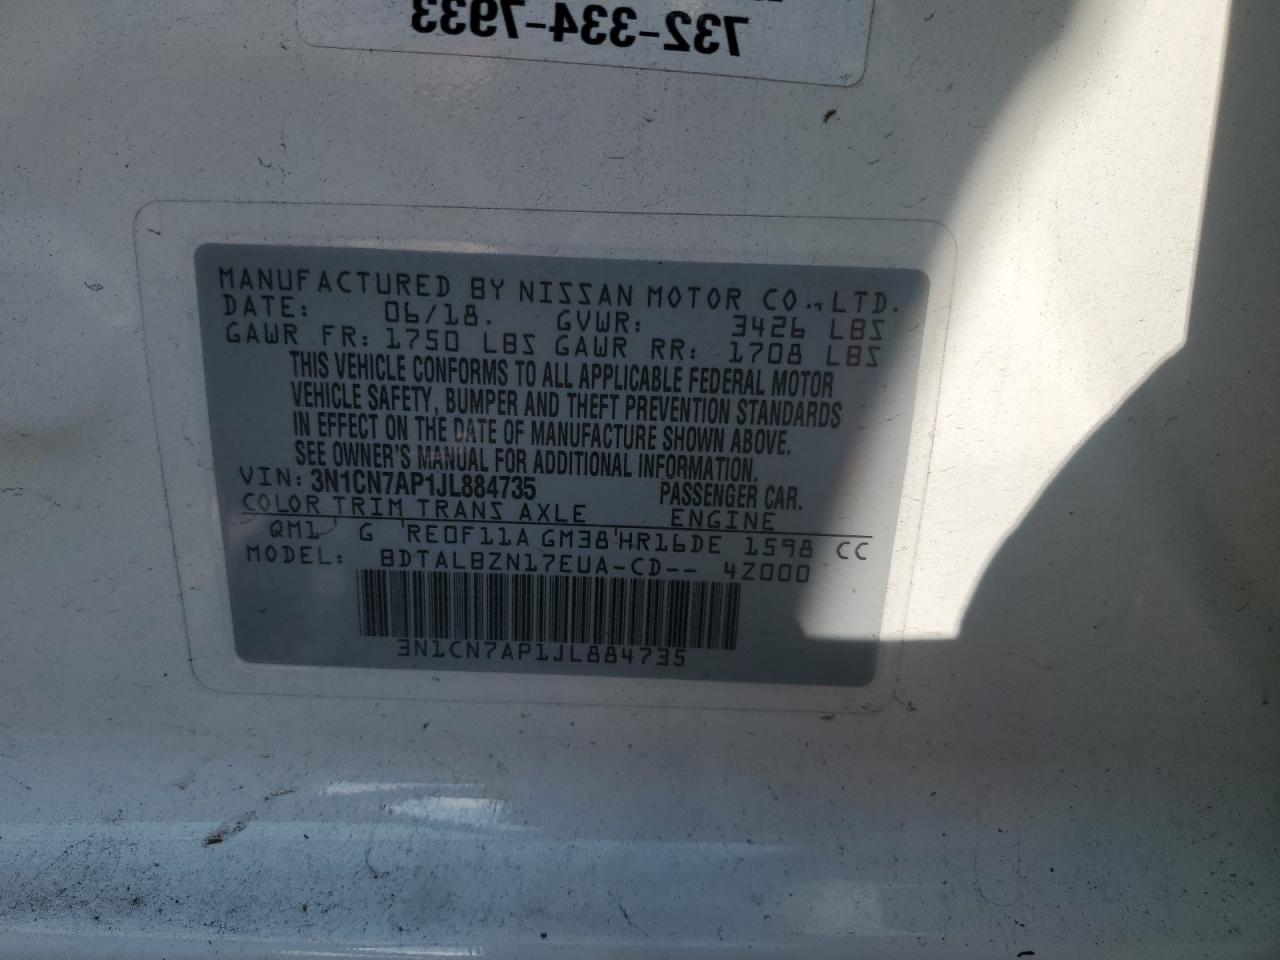 732-334-7933
MANUFACTURED BY NISSAN MOTOR CO., LTD.
DATE: 06/18. GVWR: 3426 LBS
GAWR FR: 1750 LBS GAWR RR: 1708 LBS
THIS VEHICLE CONFORMS TO ALL APPLICABLE FEDERAL MOTOR
VEHICLE SAFETY, BUMPER AND THEFT PREVENTION STANDARDS
IN EFFECT ON THE DATE OF MANUFACTURE SHOWN ABOVE.
SEE OWNER'S MANUAL FOR ADDITIONAL INFORMATION.
VIN: 3N1CN7AP1JL884735 PASSENGER CAR.
COLOR TRIM TRANS AXLE ENGINE
QM1 G RE0F11A GM38 HR16DE 1598 CC
MODEL: BDTALBZN17EUA-CD-- 4Z000
3N1CN7AP1JL884735